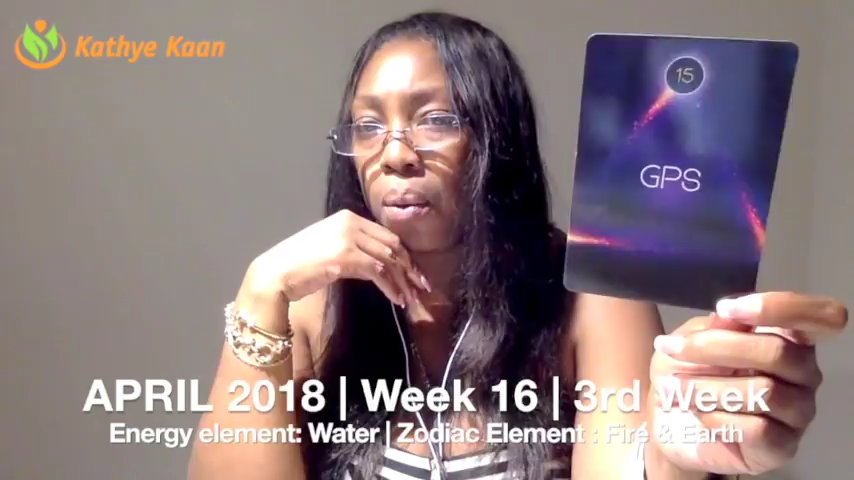 Kathye Kaan
15
GPS
APRIL 2018 | Week 16 | 3rd Week
Energy element: Water | Zodiac Element : Fire & Earth